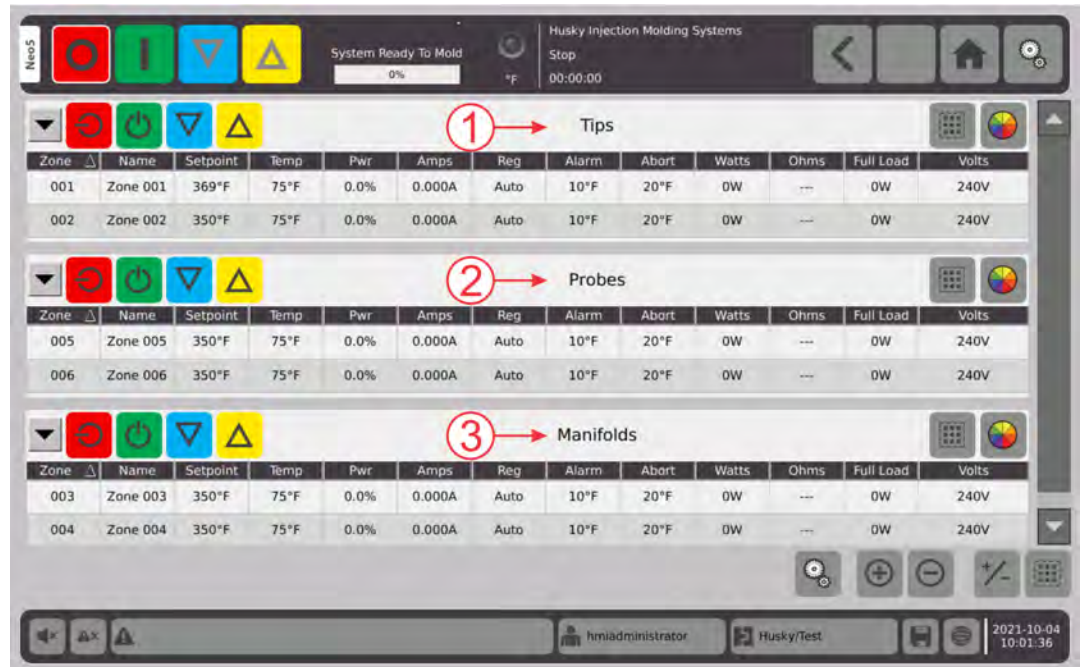 Neo5
System Ready To Mold
0%
°F
Husky Injection Molding Systems
Stop
00:00:00
1 Tips
Zone Δ Name Setpoint Temp Pwr Amps Reg Alarm Abort Watts Ohms Full Load Volts
001 Zone 001 369°F 75°F 0.0% 0.000A Auto 10°F 20°F 0W --- 0W 240V
002 Zone 002 350°F 75°F 0.0% 0.000A Auto 10°F 20°F 0W --- 0W 240V
2 Probes
Zone Δ Name Setpoint Temp Pwr Amps Reg Alarm Abort Watts Ohms Full Load Volts
005 Zone 005 350°F 75°F 0.0% 0.000A Auto 10°F 20°F 0W --- 0W 240V
006 Zone 006 350°F 75°F 0.0% 0.000A Auto 10°F 20°F 0W --- 0W 240V
3 Manifolds
Zone Δ Name Setpoint Temp Pwr Amps Reg Alarm Abort Watts Ohms Full Load Volts
003 Zone 003 350°F 75°F 0.0% 0.000A Auto 10°F 20°F 0W --- 0W 240V
004 Zone 004 350°F 75°F 0.0% 0.000A Auto 10°F 20°F 0W --- 0W 240V
+/-
hmiadministrator
Husky/Test
2021-10-04
10:01:36